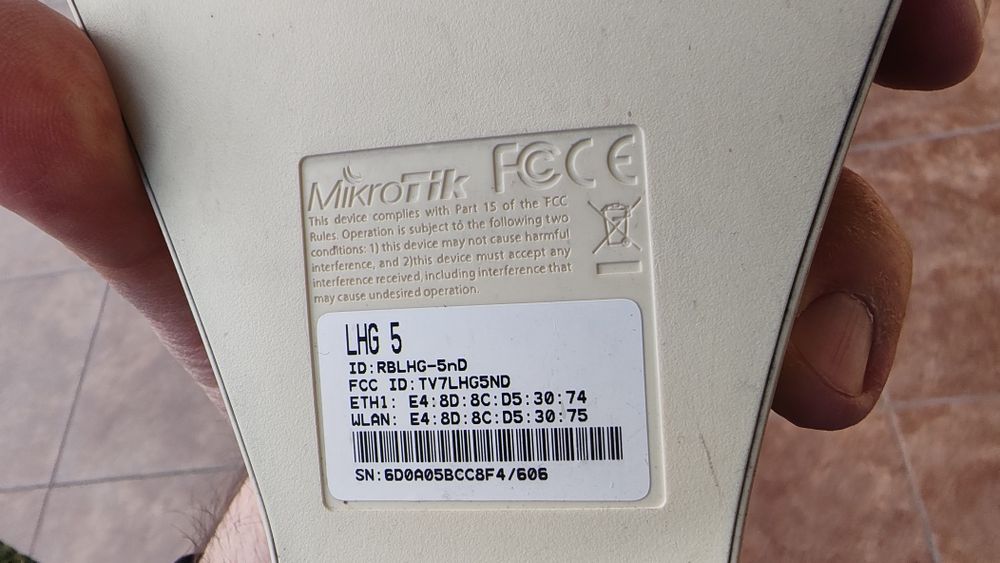 MikroTik FC CE
This device complies with Part 15 of the FCC
Rules. Operation is subject to the following two
conditions: 1) this device may not cause harmful
interference, and 2)this device must accept any
interference received, including interference that
may cause undesired operation.
LHG 5
ID:RBLHG-5nD
FCC ID:TV7LHG5ND
ETH1: E4:8D:8C:D5:30:74
WLAN: E4:8D:8C:D5:30:75
SN:6D0A05BCC8F4/606